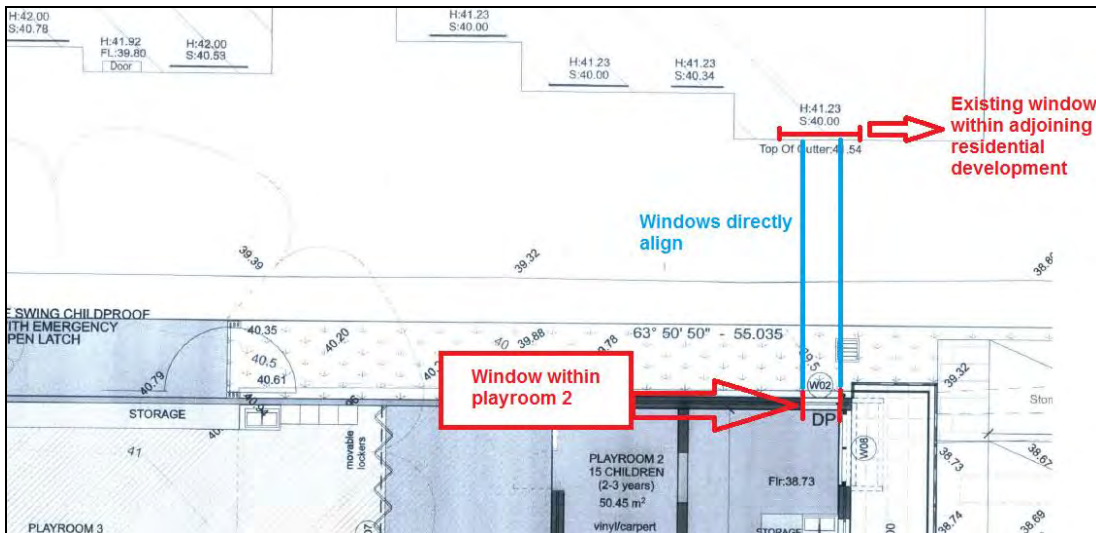 H:42.00
S:40.78
H:41.92
FL:39.80
Door
H:42.00
S:40.53
H:41.23
S:40.00
H:41.23
S:40.00
H:41.23
S:40.34
H:41.23
S:40.00
Existing window
within adjoining
residential
development
Windows directly
align
39.39
39.32
E SWING CHILDPROOF
ITH EMERGENCY
PEN LATCH
40.35
40.20
39.88
40
63° 50' 50" - 55.035
40.5
40.61
40.79
39.5
W02
39.32
Window within
playroom 2
STORAGE
41
movable
lockers
DP
W08
PLAYROOM 2
15 CHILDREN
(2-3 years)
50.45 m²
vinyl/carpert
Flr:38.73
38.73
38.67
38.74
38.69
PLAYROOM 3
STORAGE